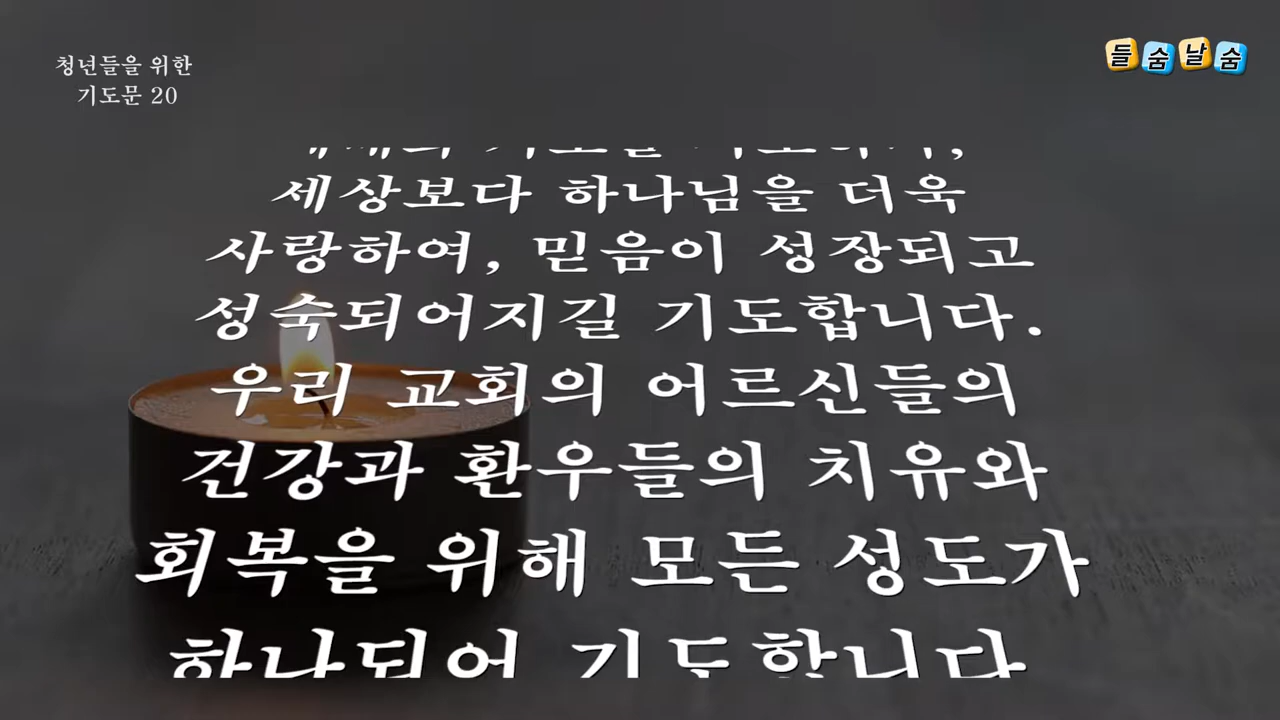 청년들을 위한
기도문 20
들숨날숨
세상보다 하나님을 더욱
사랑하여, 믿음이 성장되고
성숙되어지길 기도합니다.
우리 교회의 어르신들의
건강과 환우들의 치유와
회복을 위해 모든 성도가
하나되어 기도합니다